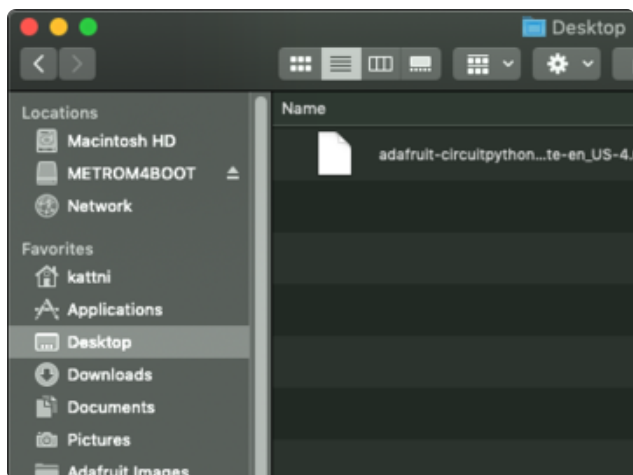 Desktop
Name
Locations
Macintosh HD
METROM4BOOT
Network
Favorites
kattni
Applications
Desktop
Downloads
Documents
Pictures
Adafruit Images
adafruit-circuitpython...te-en_US-4.